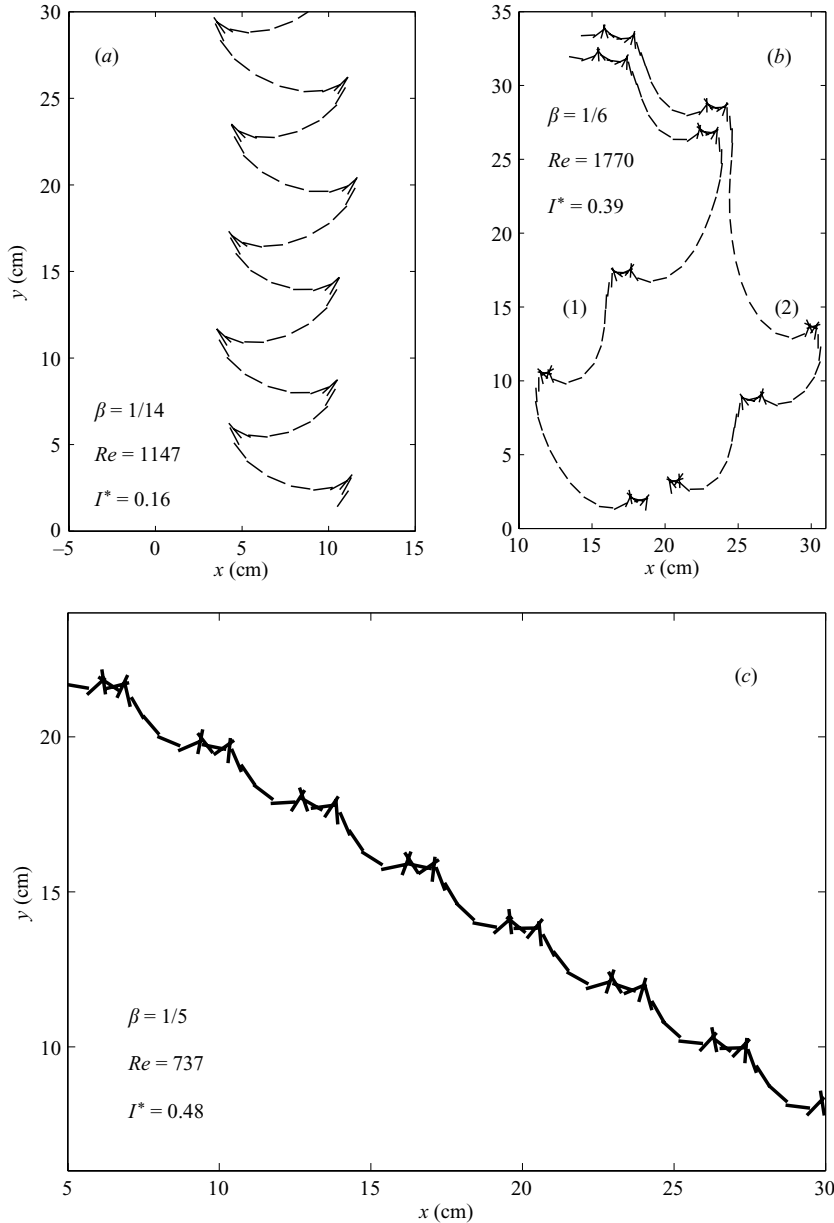 30
25
20
15
10
5
0
y (cm)
(a)
β = 1/14
Re = 1147
I* = 0.16
−5 0 5 10 15
x (cm)
35
30
25
20
15
10
5
0
(b)
β = 1/6
Re = 1770
I* = 0.39
(1) (2)
10 15 20 25 30
x (cm)
(c)
20
15
10
y (cm)
β = 1/5
Re = 737
I* = 0.48
5 10 15 20 25 30
x (cm)